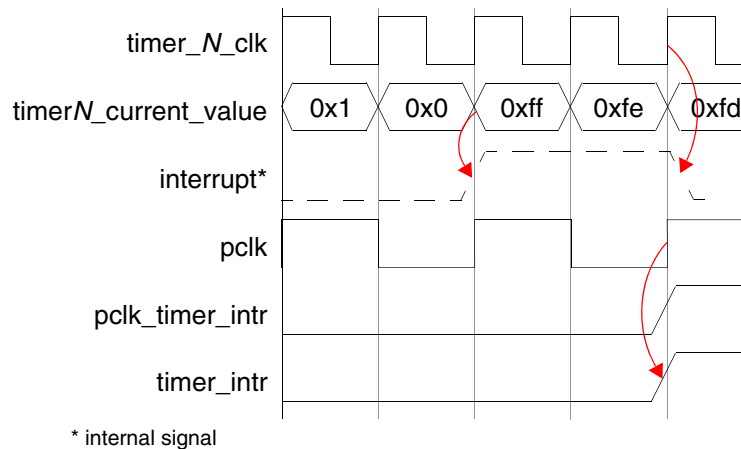 timer_N_clk
timerN_current_value 0x1 0x0 0xff 0xfe 0xfd
interrupt*
pclk
pclk_timer_intr
timer_intr
* internal signal